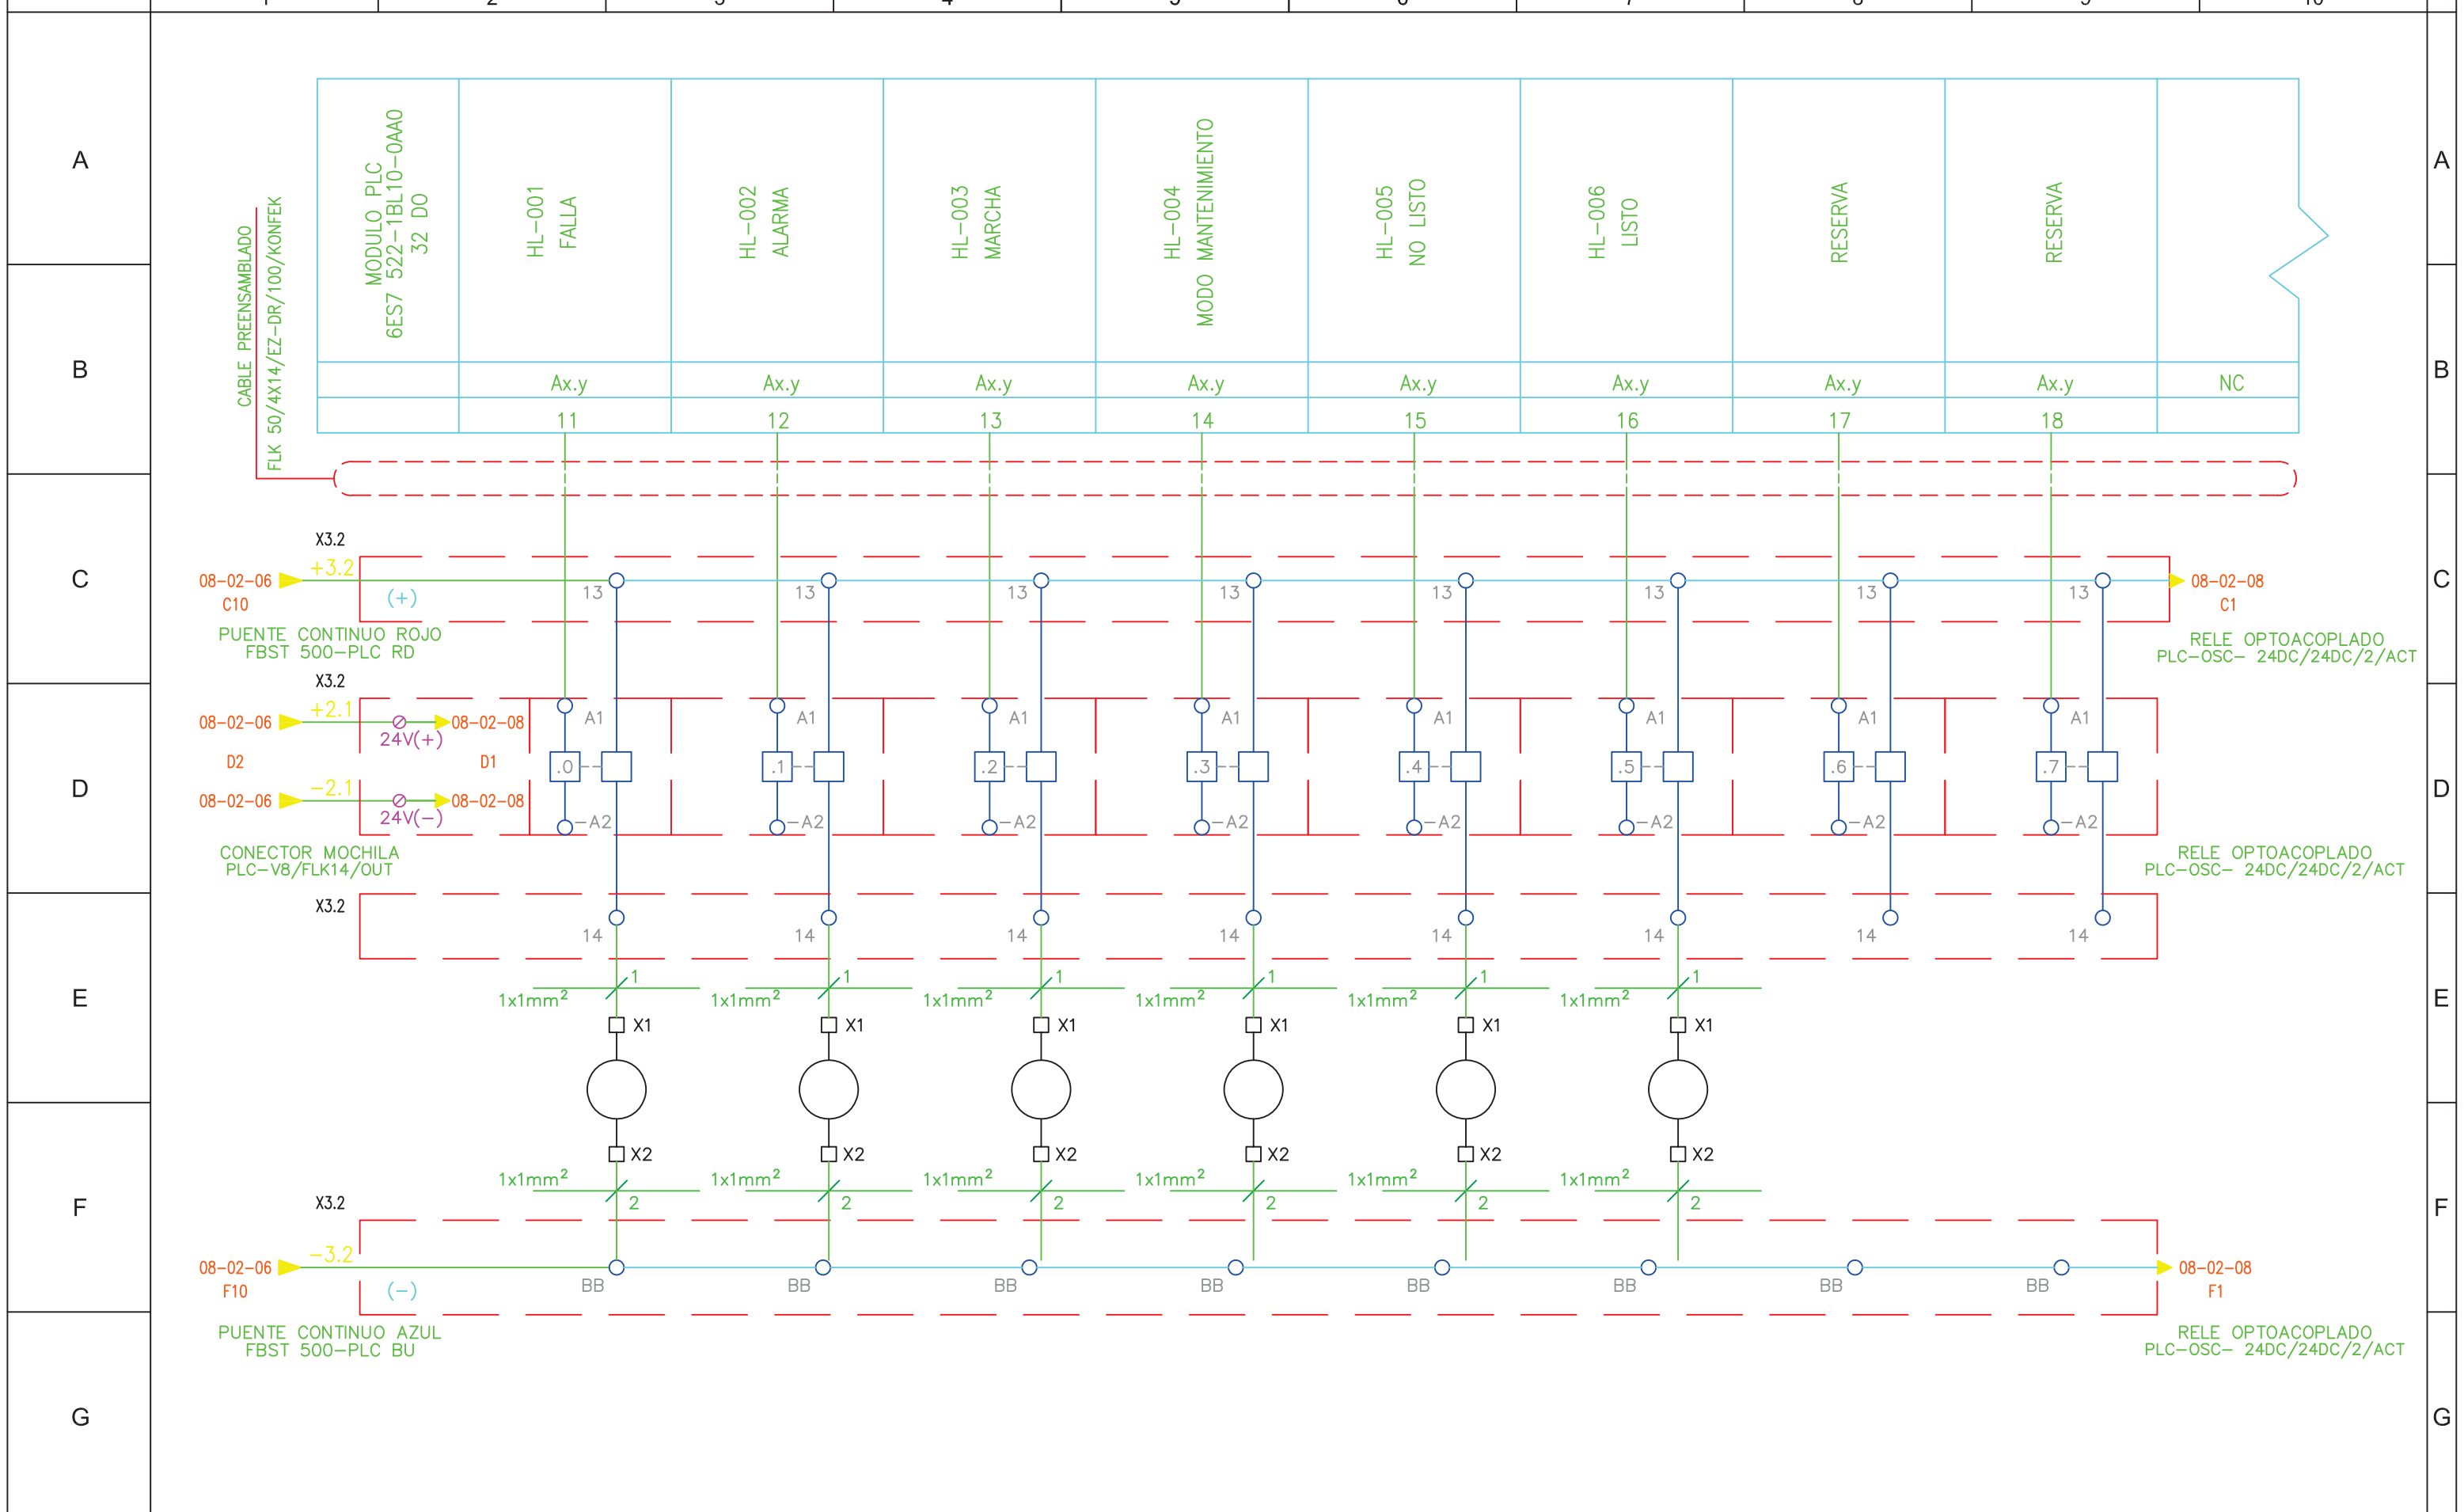 1 2 3 4 5 6 7 8 9 10
A
A
MODULO PLC
6ES7 522-1BL10-0AA0
32 DO
HL-001
FALLA
HL-002
ALARMA
HL-003
MARCHA
HL-004
MODO MANTENIMIENTO
HL-005
NO LISTO
HL-006
LISTO
RESERVA
RESERVA
CABLE PREENSAMBLADO
FLK 50/4X14/EZ-DR/100/KONFEK
B
B
Ax.y Ax.y Ax.y Ax.y Ax.y Ax.y Ax.y Ax.y NC
11 12 13 14 15 16 17 18
X3.2
C
C
08-02-06 +3.2 08-02-08
13 13 13 13 13 13 13 13
C10 (+) C1
PUENTE CONTINUO ROJO
FBST 500-PLC RD
RELE OPTOACOPLADO
PLC-OSC- 24DC/24DC/2/ACT
X3.2
08-02-06 +2.1 08-02-08
A1 A1 A1 A1 A1 A1 A1 A1
24V(+)
D2 D1
.0 .1 .2 .3 .4 .5 .6 .7
D
D
08-02-06 -2.1 08-02-08
24V(-)
-A2 -A2 -A2 -A2 -A2 -A2 -A2 -A2
CONECTOR MOCHILA
PLC-V8/FLK14/OUT
RELE OPTOACOPLADO
PLC-OSC- 24DC/24DC/2/ACT
X3.2
14 14 14 14 14 14 14 14
1 1 1 1 1 1
E
E
1x1mm² 1x1mm² 1x1mm² 1x1mm² 1x1mm² 1x1mm²
X1 X1 X1 X1 X1 X1
X2 X2 X2 X2 X2 X2
1x1mm² 1x1mm² 1x1mm² 1x1mm² 1x1mm² 1x1mm²
2 2 2 2 2 2
F
F
X3.2
08-02-06 -3.2 08-02-08
BB BB BB BB BB BB BB BB
F10 (-) F1
PUENTE CONTINUO AZUL
FBST 500-PLC BU
RELE OPTOACOPLADO
PLC-OSC- 24DC/24DC/2/ACT
G
G